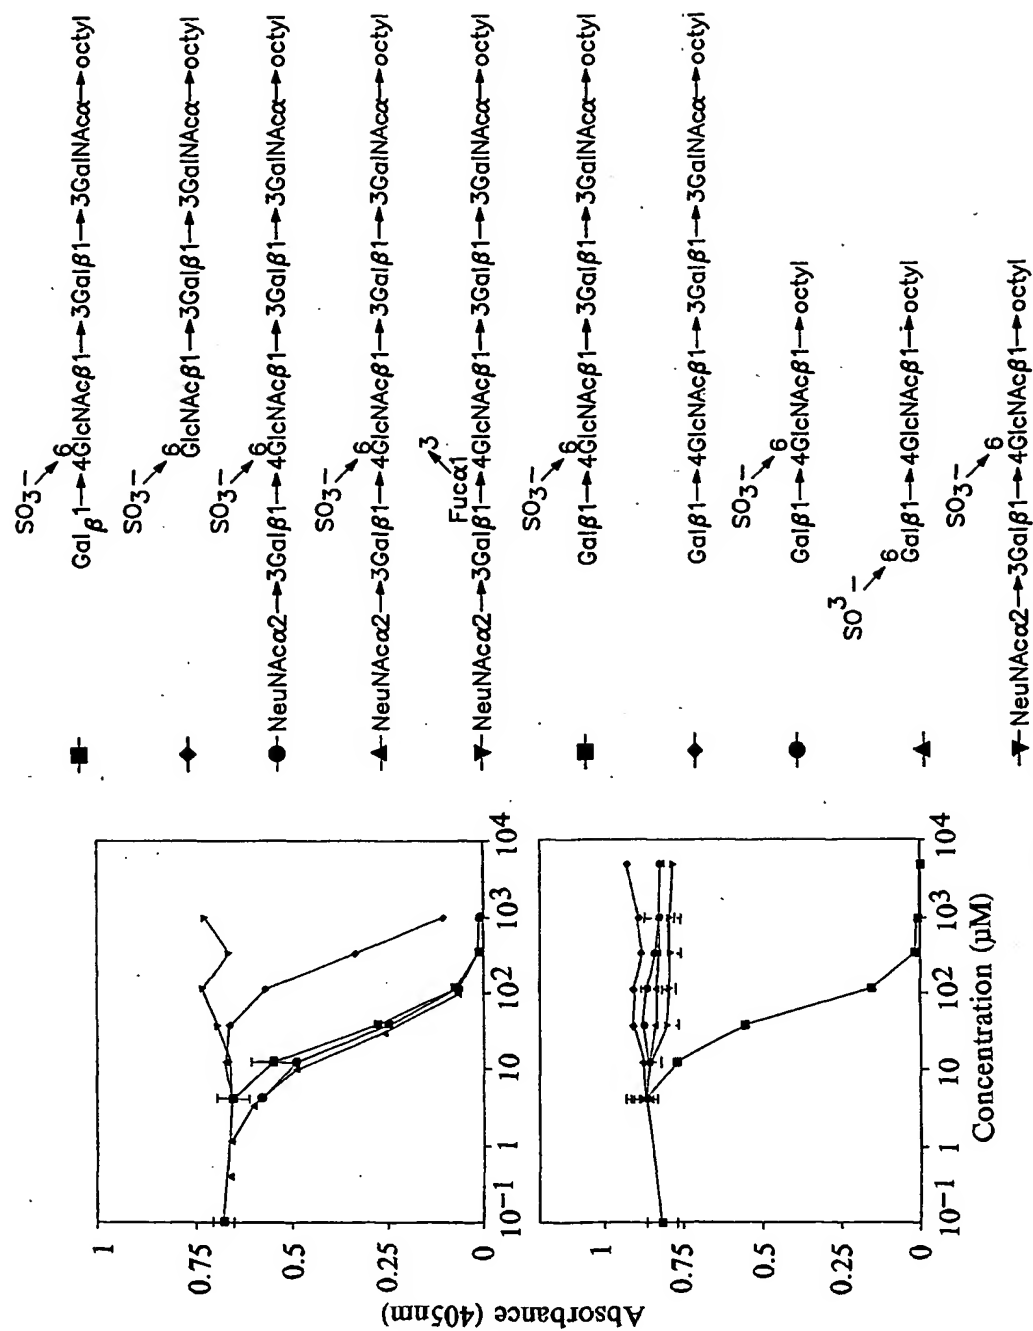 SO3−
6
Gal β1→4GlcNAcβ1→3Galβ1→3GalNAcα→octyl
SO3−
6
GlcNAcβ1→3Galβ1→3GalNAcα→octyl
SO3−
6
NeuNAcα2→3Galβ1→4GlcNAcβ1→3Galβ1→3GalNAcα→octyl
SO3−
6
NeuNAcα2→3Galβ1→4GlcNAcβ1→3Galβ1→3GalNAcα→octyl
Fucα1 3
NeuNAcα2→3Galβ1→4GlcNAcβ1→3Galβ1→3GalNAcα→octyl
SO3−
6
Galβ1→4GlcNAcβ1→3Galβ1→3GalNAcα→octyl
Galβ1→4GlcNAcβ1→3Galβ1→3GalNAcα→octyl
SO3−
6
Galβ1→4GlcNAcβ1→octyl
SO3−
6
Galβ1→4GlcNAcβ1→octyl
SO3−
6
NeuNAcα2→3Galβ1→4GlcNAcβ1→octyl
Absorbance (405nm)
1
0.75
0.5
0.25
0
10−1 1 10 10² 10³ 10⁴
1
0.75
0.5
0.25
0
10−1 1 10 10² 10³ 10⁴
Concentration (μM)